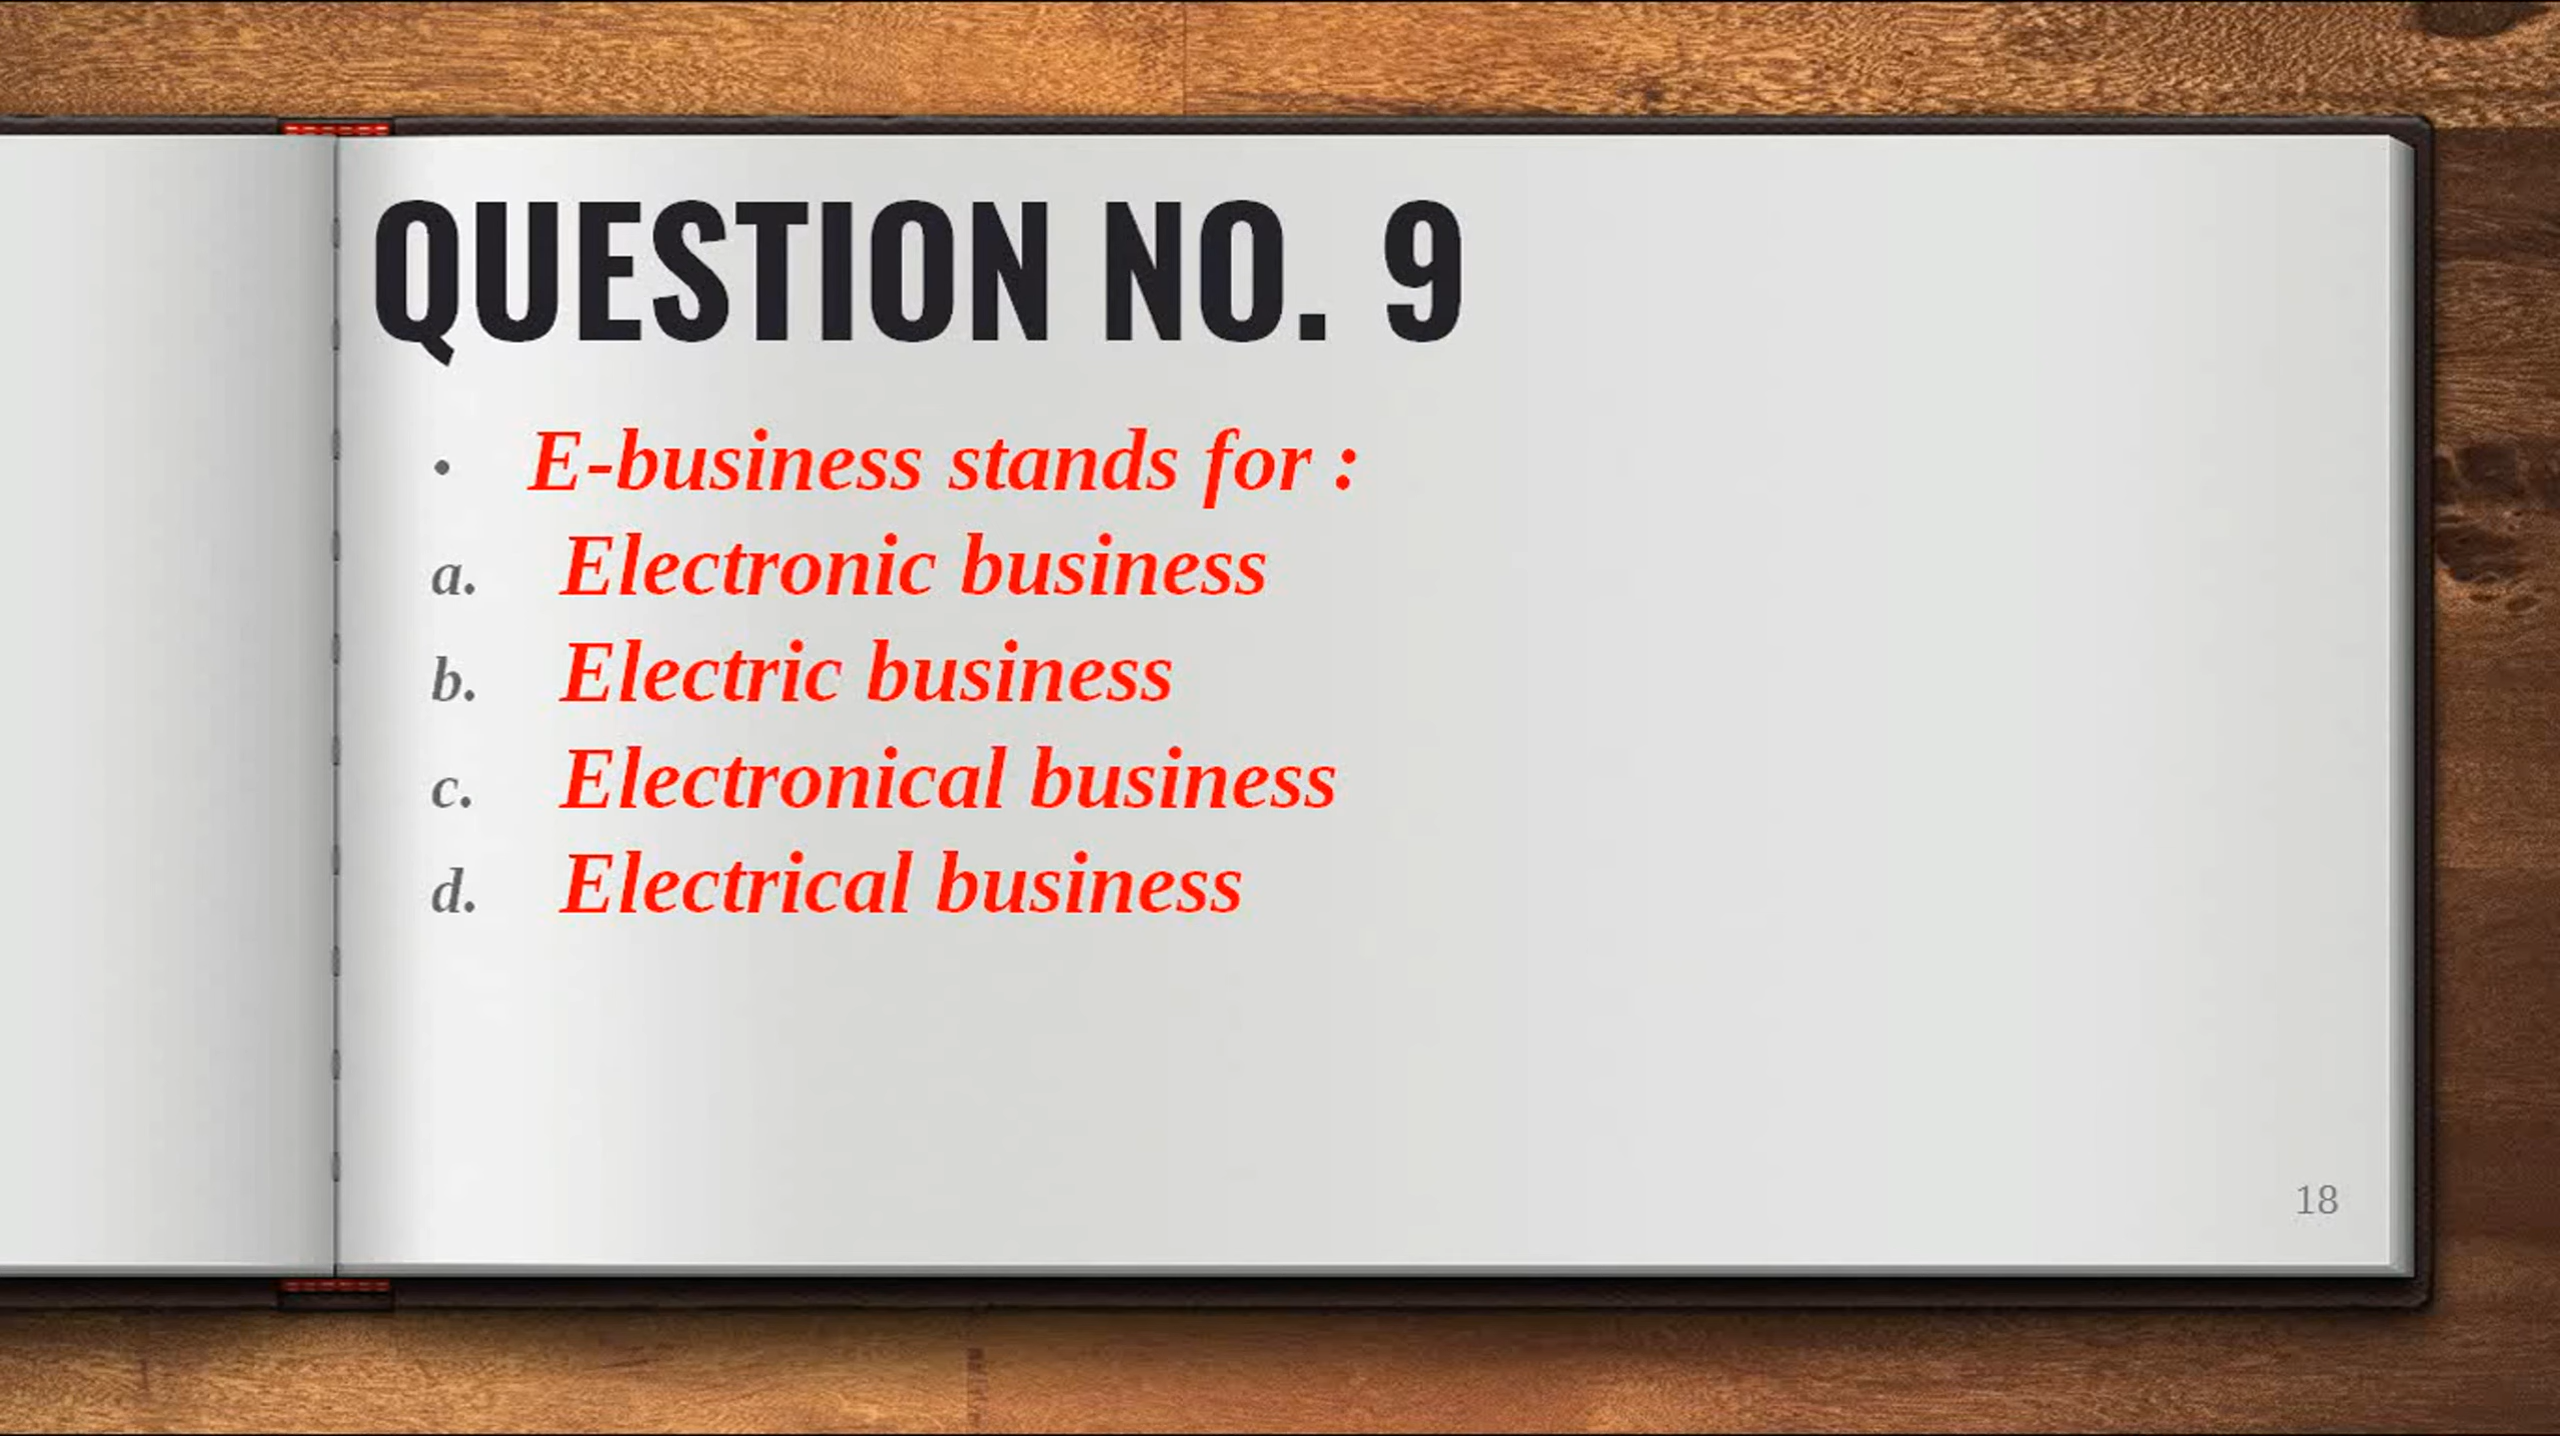 QUESTION NO. 9
• E-business stands for :
a. Electronic business
b. Electric business
c. Electronical business
d. Electrical business
18